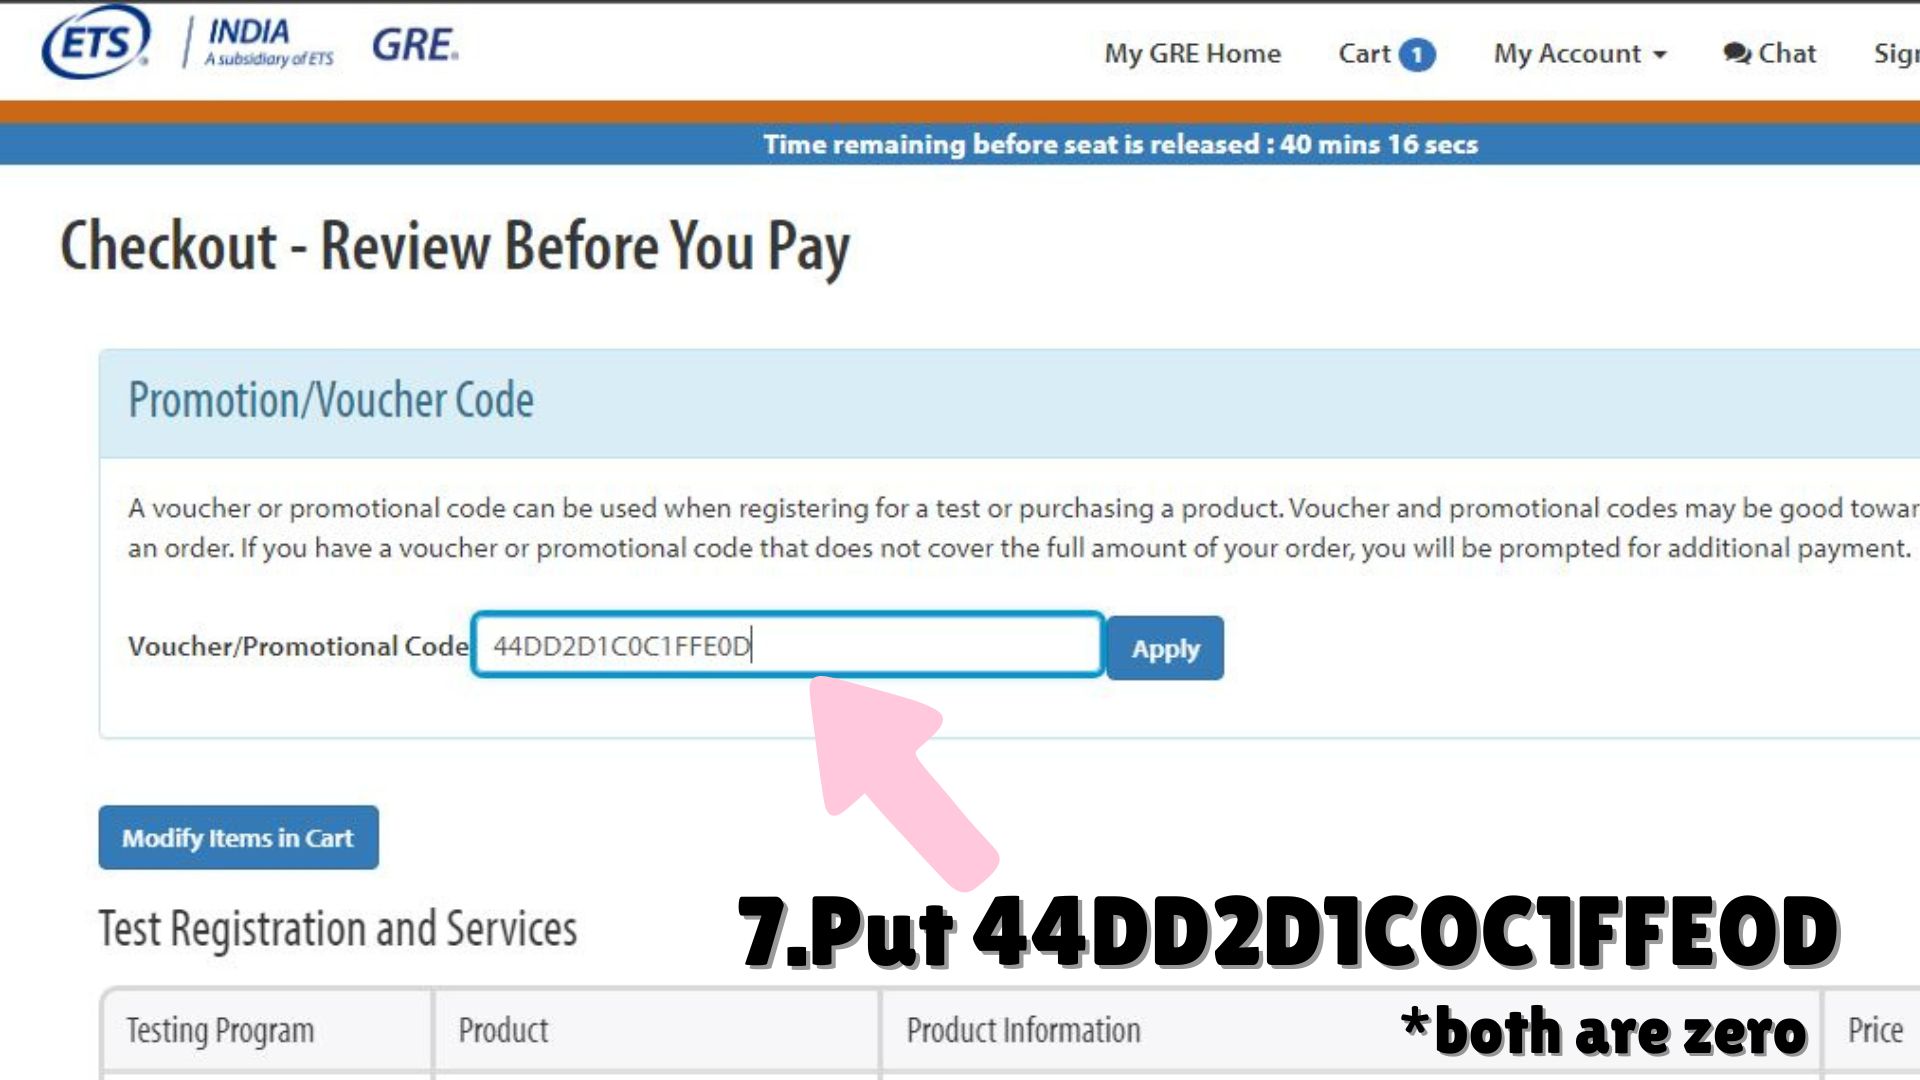 ETS
INDIA
A subsidiary of ETS
GRE®
My GRE Home
Cart 1
My Account
Chat
Time remaining before seat is released : 40 mins 16 secs
Checkout - Review Before You Pay
Promotion/Voucher Code
A voucher or promotional code can be used when registering for a test or purchasing a product. Voucher and promotional codes may be good
an order. If you have a voucher or promotional code that does not cover the full amount of your order, you will be prompted for additional payment.
Voucher/Promotional Code 44DD2D1C0C1FFE0D Apply
Modify Items in Cart
Test Registration and Services
7.Put 44DD2D1C0C1FFE0D
Testing Program
Product
Product Information
*both are zero
Price